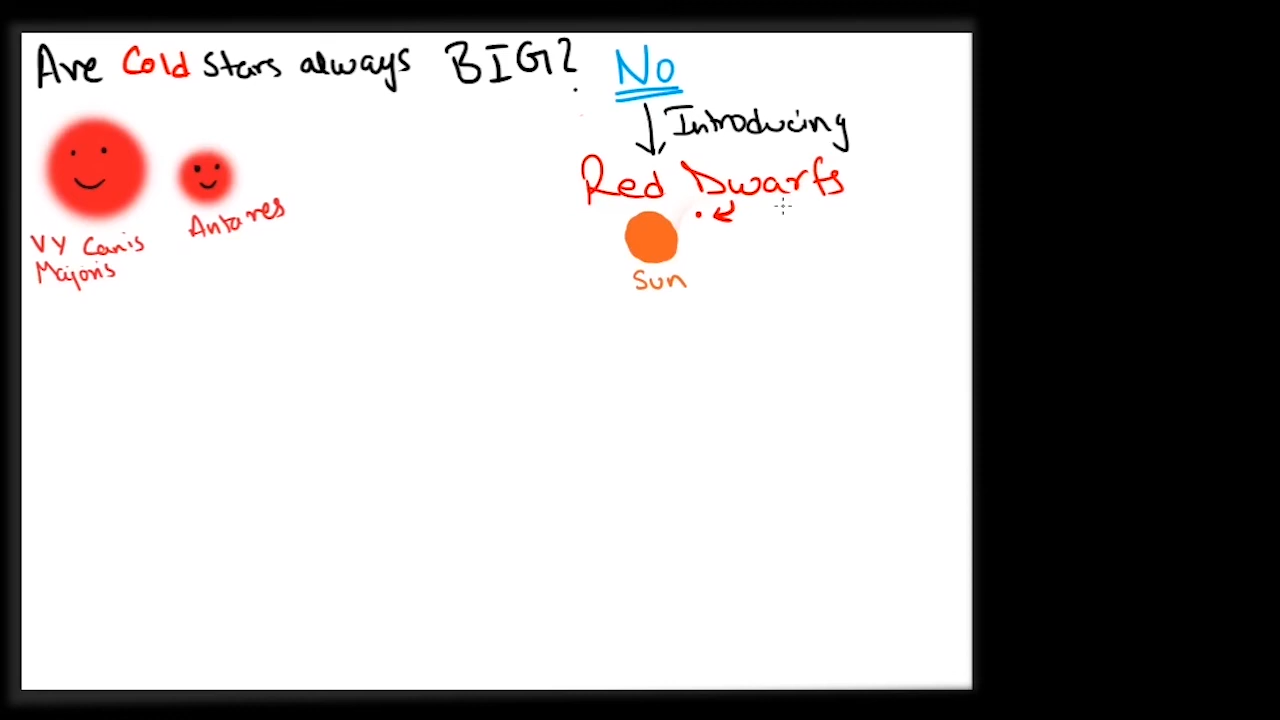 Are Cold Stars always BIG? No
Introducing
Red Dwarfs
Antares
VY Canis
Majoris
Sun